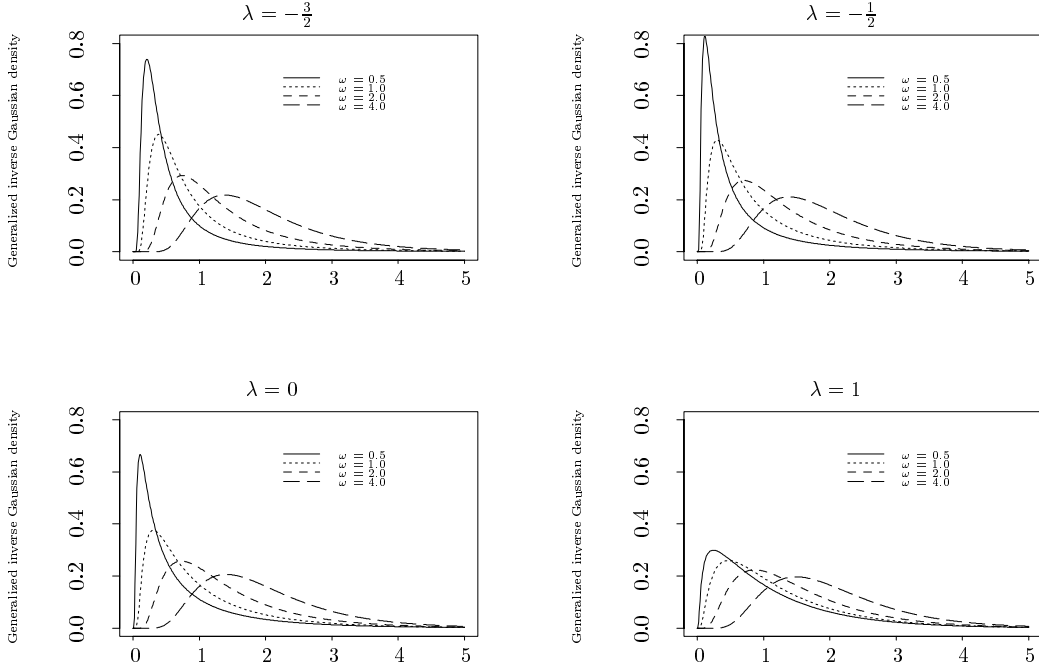 λ = −3/2
Generalized inverse Gaussian density
0.0 0.2 0.4 0.6 0.8
ω = 0.5
ω = 1.0
ω = 2.0
ω = 4.0
0 1 2 3 4 5
λ = −1/2
Generalized inverse Gaussian density
0.0 0.2 0.4 0.6 0.8
ω = 0.5
ω = 1.0
ω = 2.0
ω = 4.0
0 1 2 3 4 5
λ = 0
Generalized inverse Gaussian density
0.0 0.2 0.4 0.6 0.8
ω = 0.5
ω = 1.0
ω = 2.0
ω = 4.0
0 1 2 3 4 5
λ = 1
Generalized inverse Gaussian density
0.0 0.2 0.4 0.6 0.8
ω = 0.5
ω = 1.0
ω = 2.0
ω = 4.0
0 1 2 3 4 5